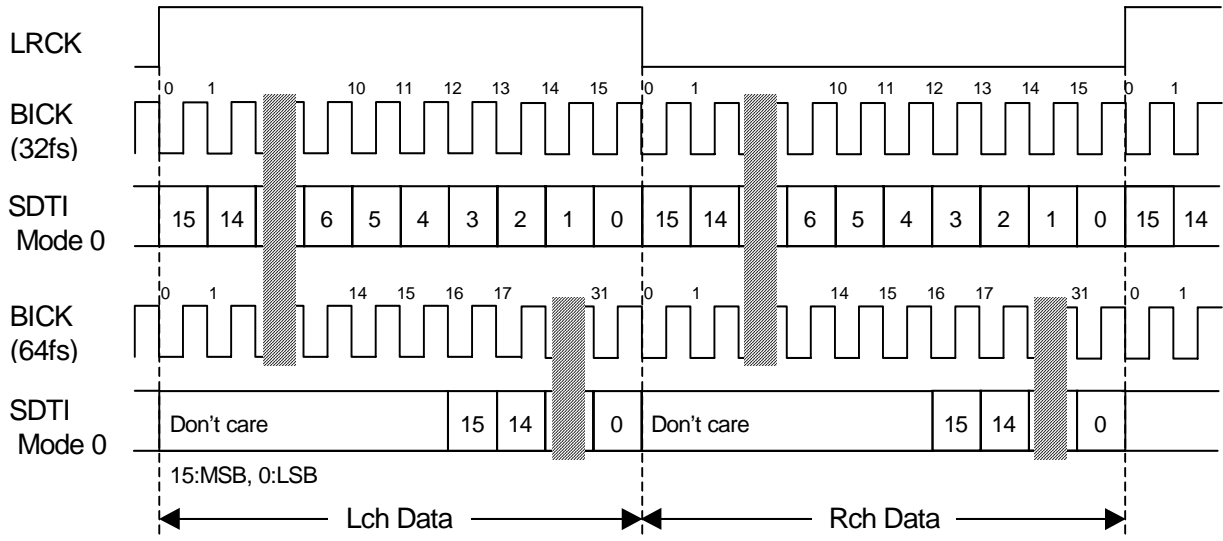 LRCK
0 1 10 11 12 13 14 15 0 1 10 11 12 13 14 15 0 1
BICK
(32fs)
SDTI
Mode 0
15 14 6 5 4 3 2 1 0 15 14 6 5 4 3 2 1 0 15 14
0 1 14 15 16 17 31 0 1 14 15 16 17 31 0 1
BICK
(64fs)
SDTI
Mode 0
Don't care 15 14 0 Don't care 15 14 0
15:MSB, 0:LSB
Lch Data Rch Data